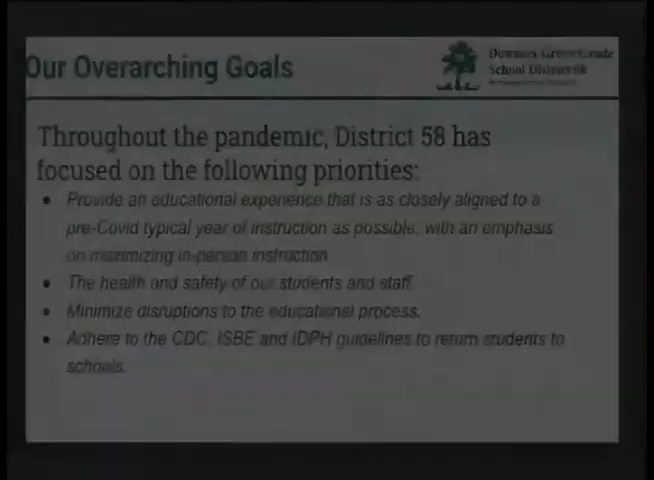 Our Overarching Goals
Downers Grove Grade
School District 58
Throughout the pandemic, District 58 has
focused on the following priorities:
• Provide an educational experience that is as closely aligned to a
pre-Covid typical year of instruction as possible, with an emphasis
on maximizing in-person instruction
• The health and safety of our students and staff.
• Minimize disruptions to the educational process.
• Adhere to the CDC, ISBE and IDPH guidelines to return students to
schools.